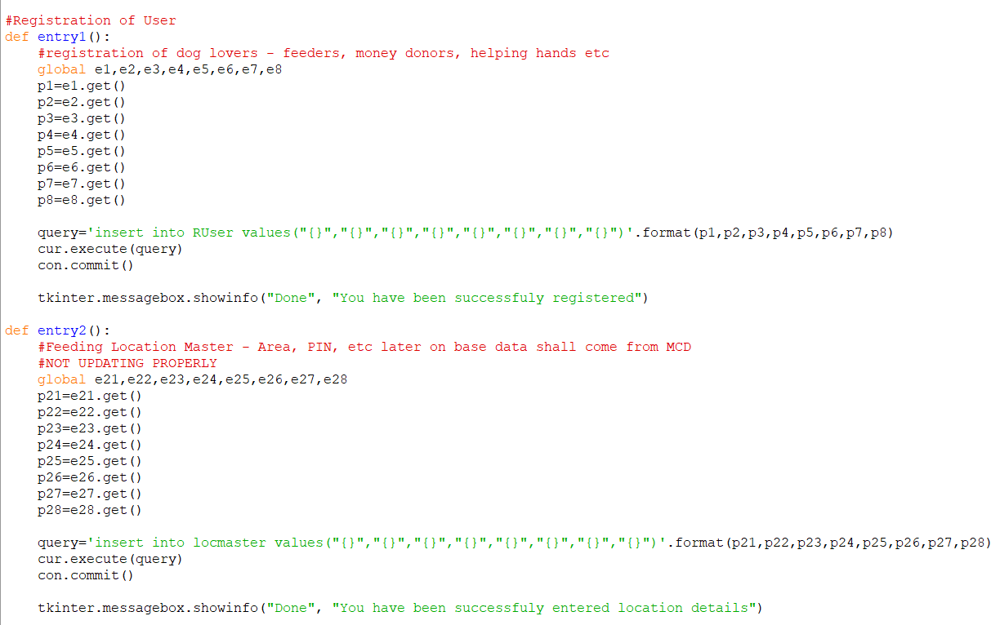 #Registration of User
def entry1():
    #registration of dog lovers - feeders, money donors, helping hands etc
    global e1,e2,e3,e4,e5,e6,e7,e8
    p1=e1.get()
    p2=e2.get()
    p3=e3.get()
    p4=e4.get()
    p5=e5.get()
    p6=e6.get()
    p7=e7.get()
    p8=e8.get()

    query='insert into RUser values("{}","{}","{}","{}","{}","{}","{}","{}")'.format(p1,p2,p3,p4,p5,p6,p7,p8)
    cur.execute(query)
    con.commit()

    tkinter.messagebox.showinfo("Done", "You have been successfuly registered")

def entry2():
    #Feeding Location Master - Area, PIN, etc later on base data shall come from MCD
    #NOT UPDATING PROPERLY
    global e21,e22,e23,e24,e25,e26,e27,e28
    p21=e21.get()
    p22=e22.get()
    p23=e23.get()
    p24=e24.get()
    p25=e25.get()
    p26=e26.get()
    p27=e27.get()
    p28=e28.get()

    query='insert into locmaster values("{}","{}","{}","{}","{}","{}","{}","{}")'.format(p21,p22,p23,p24,p25,p26,p27,p28)
    cur.execute(query)
    con.commit()

    tkinter.messagebox.showinfo("Done", "You have been successfuly entered location details")